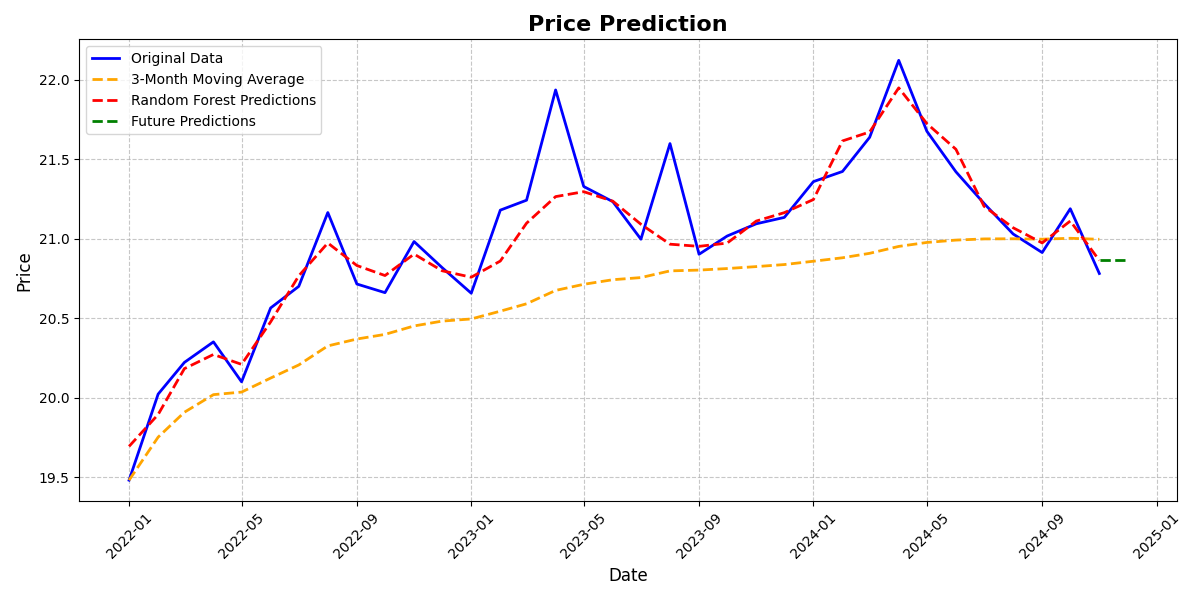 Price Prediction
Original Data
3-Month Moving Average
Random Forest Predictions
Future Predictions
Price
22.0
21.5
21.0
20.5
20.0
19.5
2022-01
2022-05
2022-09
2023-01
2023-05
2023-09
2024-01
2024-05
2024-09
2025-01
Date